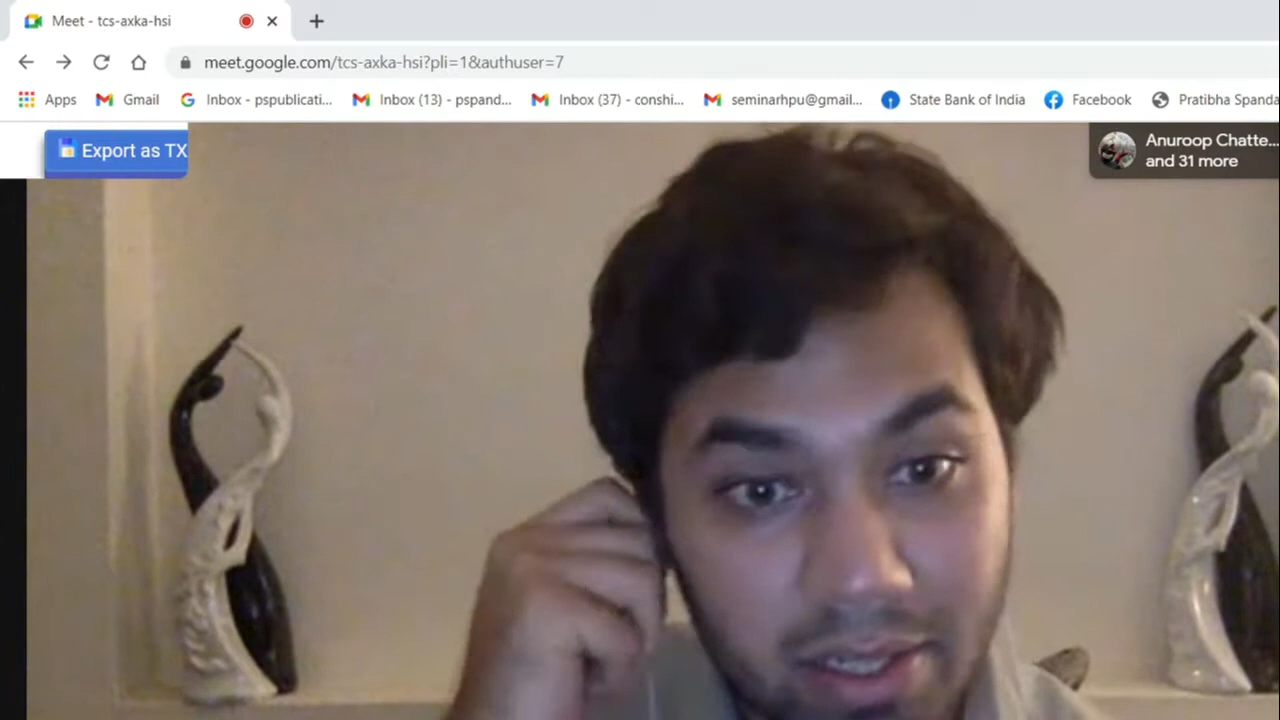 Meet - tcs-axka-hsi
meet.google.com/tcs-axka-hsi?pli=1&authuser=7
Apps Gmail Inbox - pspublicati... Inbox (13) - pspand... Inbox (37) - conshi... seminarhpu@gmail... State Bank of India Facebook Pratibha Spanda
Export as TX
Anuroop Chatte...
and 31 more